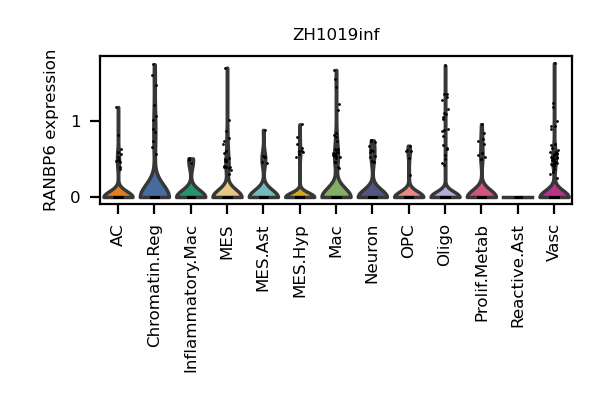 ZH1019inf
RANBP6 expression
1
0
AC
Chromatin.Reg
Inflammatory.Mac
MES
MES.Ast
MES.Hyp
Mac
Neuron
OPC
Oligo
Prolif.Metab
Reactive.Ast
Vasc